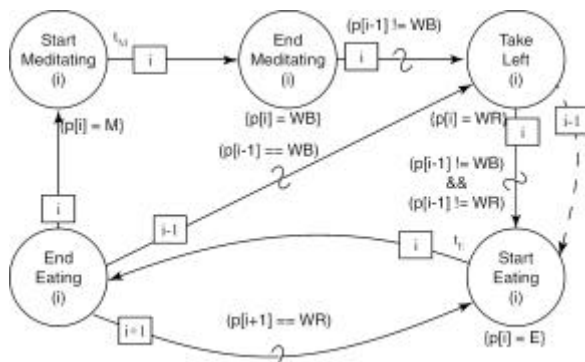 Start
Meditating
(i)
t_M
i
End
Meditating
(i)
(p[i-1] != WB)
i
Take
Left
(i)
{p[i] = M}
{p[i] = WB}
{p[i] = WR}
i
i-1
(p[i-1] == WB)
(p[i-1] != WB)
&&
(p[i-1] != WR)
i
i-1
t_E
i
End
Eating
(i)
Start
Eating
(i)
i+1
(p[i+1] == WR)
{p[i] = E}